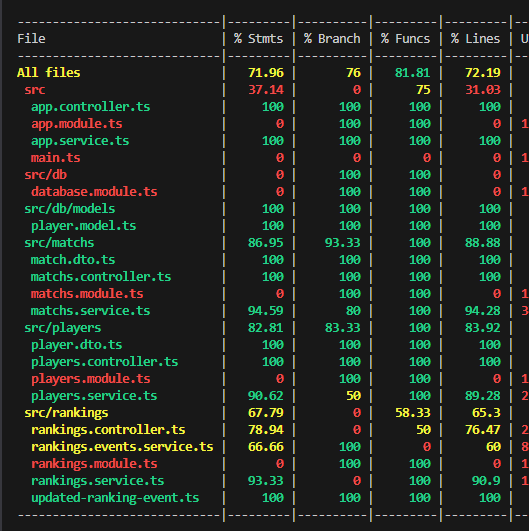 ---------------------------|---------|----------|---------|---------|--
File                       | % Stmts | % Branch | % Funcs | % Lines | U
---------------------------|---------|----------|---------|---------|--
All files                  |   71.96 |       76 |   81.81 |   72.19 |
 src                       |   37.14 |        0 |      75 |   31.03 |
  app.controller.ts        |     100 |      100 |     100 |     100 |
  app.module.ts            |       0 |      100 |     100 |       0 | 1
  app.service.ts           |     100 |      100 |     100 |     100 |
  main.ts                  |       0 |        0 |       0 |       0 | 1
 src/db                    |       0 |      100 |     100 |       0 |
  database.module.ts       |       0 |      100 |     100 |       0 | 1
 src/db/models             |     100 |      100 |     100 |     100 |
  player.model.ts          |     100 |      100 |     100 |     100 |
 src/matchs                |   86.95 |    93.33 |     100 |   88.88 |
  match.dto.ts             |     100 |      100 |     100 |     100 |
  matchs.controller.ts     |     100 |      100 |     100 |     100 |
  matchs.module.ts         |       0 |      100 |     100 |       0 | 1
  matchs.service.ts        |   94.59 |       80 |     100 |   94.28 | 3
 src/players               |   82.81 |    83.33 |     100 |   83.92 |
  player.dto.ts            |     100 |      100 |     100 |     100 |
  players.controller.ts    |     100 |      100 |     100 |     100 |
  players.module.ts        |       0 |      100 |     100 |       0 | 1
  players.service.ts       |   90.62 |       50 |     100 |   89.28 | 2
 src/rankings              |   67.79 |        0 |   58.33 |    65.3 |
  rankings.controller.ts   |   78.94 |        0 |      50 |   76.47 | 2
  rankings.events.service.ts |   66.66 |      100 |       0 |      60 | 8
  rankings.module.ts       |       0 |      100 |     100 |       0 | 1
  rankings.service.ts      |   93.33 |        0 |     100 |    90.9 | 1
  updated-ranking-event.ts |     100 |      100 |     100 |     100 |
---------------------------|---------|----------|---------|---------|--